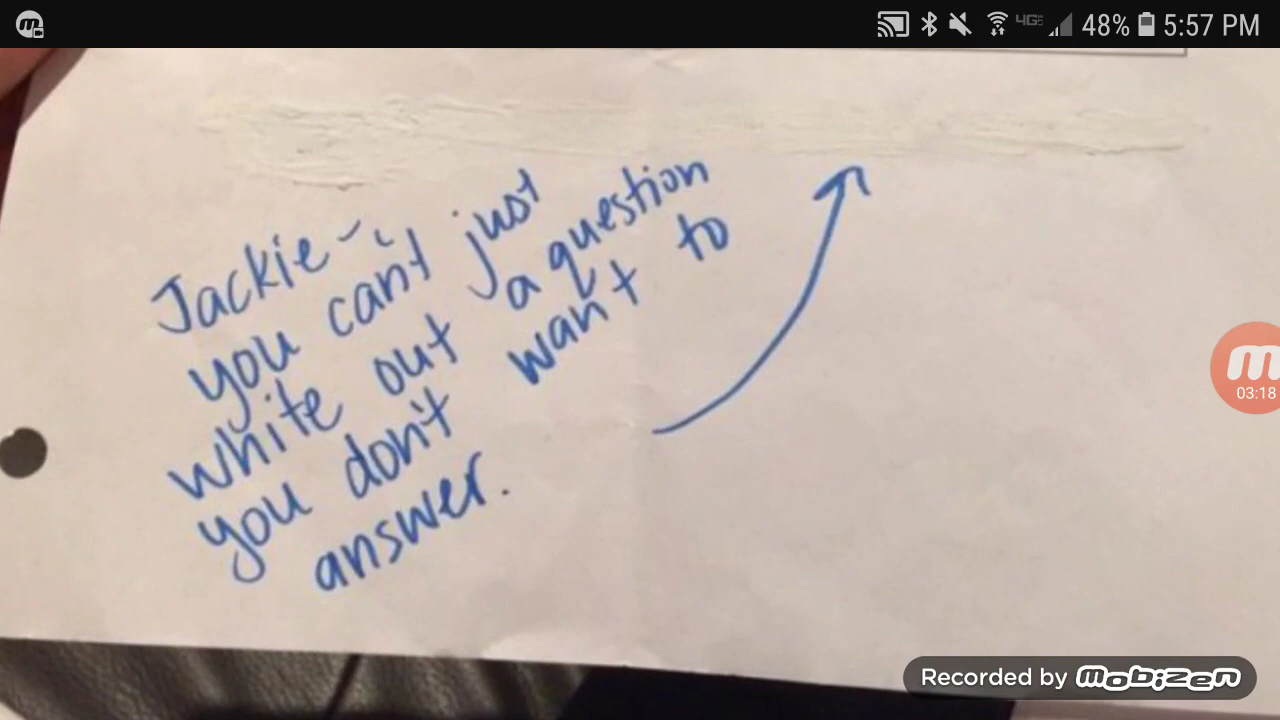 4GE 48% 5:57 PM
Jackie -
you can't just
white out a question
you don't want to
answer.
03:18
Recorded by mobizen